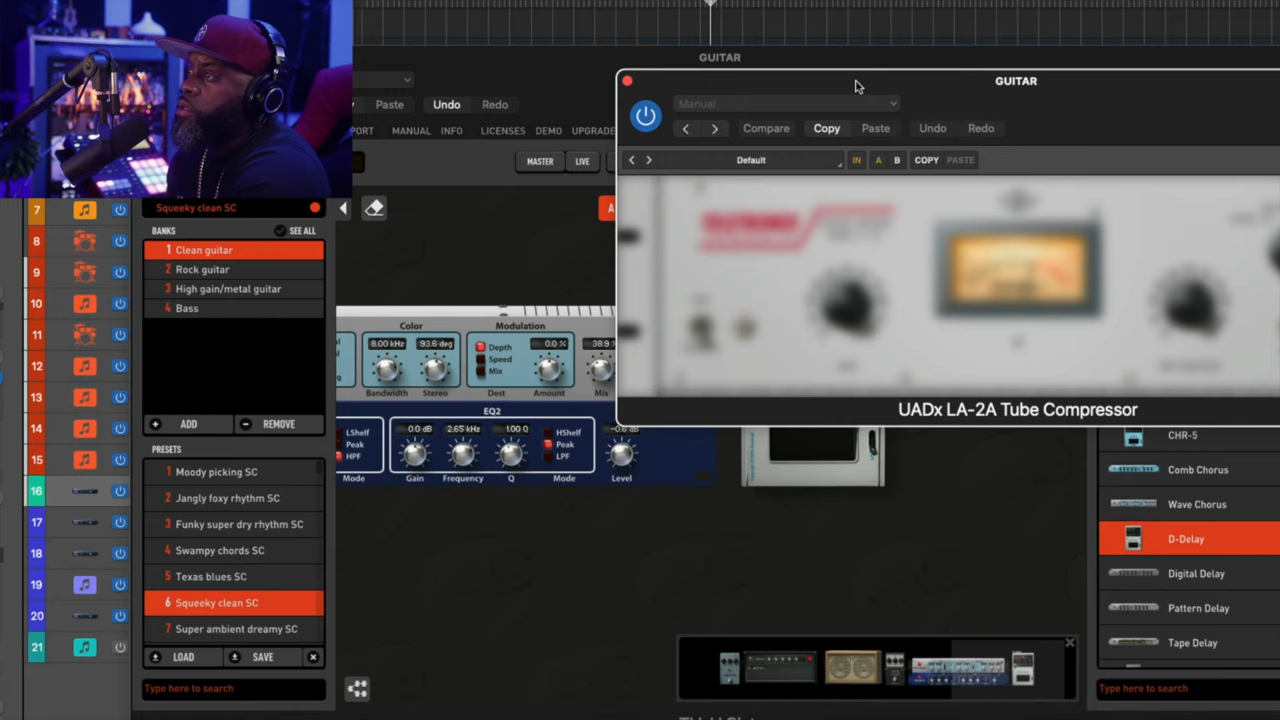 GUITAR
GUITAR
Manual
Paste
Undo
Redo
Compare
Copy
Paste
Undo
Redo
MANUAL
INFO
LICENSES
DEMO
MASTER
LIVE
Default
IN
A
B
COPY
PASTE
Squeeky clean SC
BANKS
SEE ALL
1 Clean guitar
2 Rock guitar
3 High gain/metal guitar
4 Bass
ADD
REMOVE
PRESETS
1 Moody picking SC
2 Jangly foxy rhythm SC
3 Funky super dry rhythm SC
4 Swampy chords SC
5 Texas blues SC
6 Squeeky clean SC
7 Super ambient dreamy SC
LOAD
SAVE
Type here to search
7
8
9
10
11
12
13
14
15
16
17
18
19
20
21
Color
Modulation
8.00 kHz
93.6 deg
Depth
Speed
Mix
0.0 %
38.9
Bandwidth
Stereo
Dest
Amount
Mix
EQ2
LShelf
Peak
HPF
0.0 dB
2.65 kHz
1.00 Q
HShelf
Peak
LPF
-0.6 dB
Mode
Gain
Frequency
Q
Mode
Level
TELETRONIX
UADx LA-2A Tube Compressor
CHR-5
Comb Chorus
Wave Chorus
D-Delay
Digital Delay
Pattern Delay
Tape Delay
Type here to search